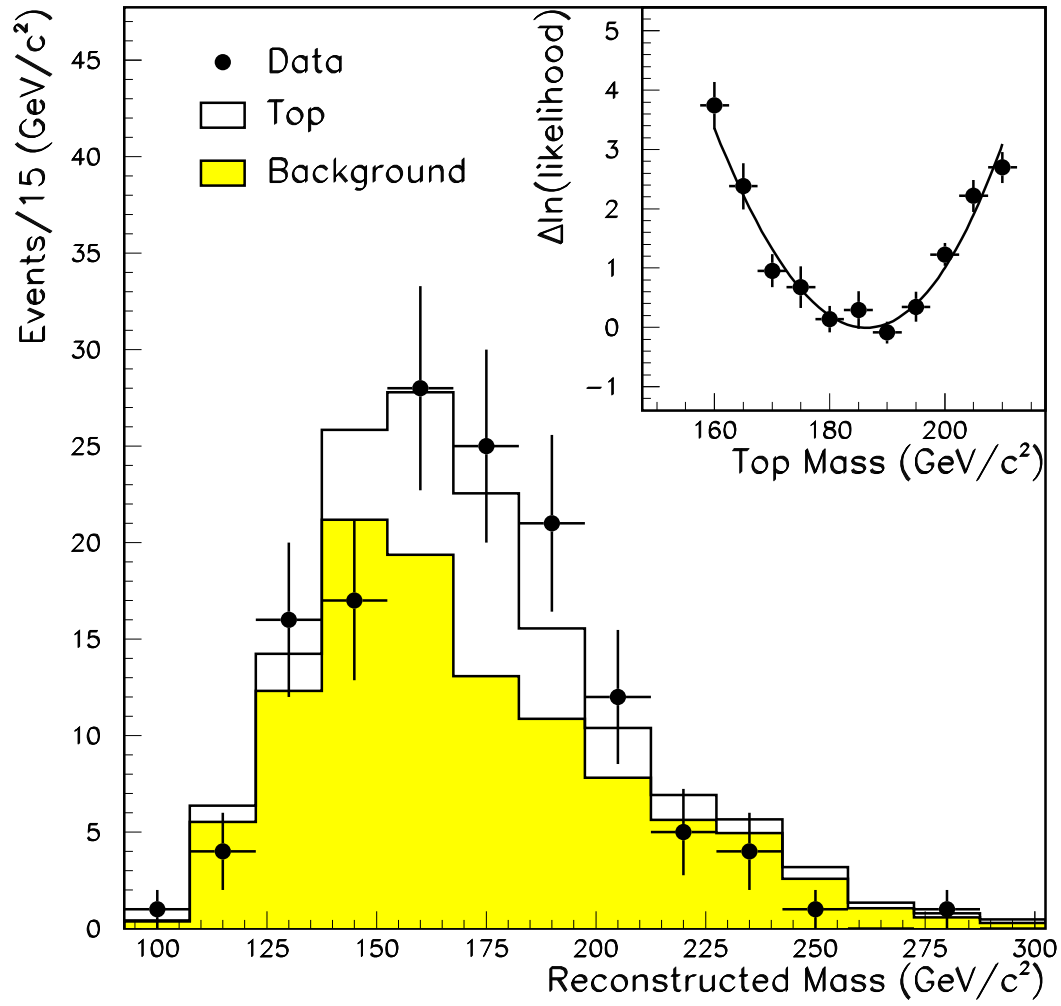 Events/15 (GeV/c²)
45
40
35
30
25
20
15
10
5
0
Data
Top
Background
100 125 150 175 200 225 250 275 300
Reconstructed Mass (GeV/c²)
Δln(likelihood)
5
4
3
2
1
0
-1
160 180 200
Top Mass (GeV/c²)